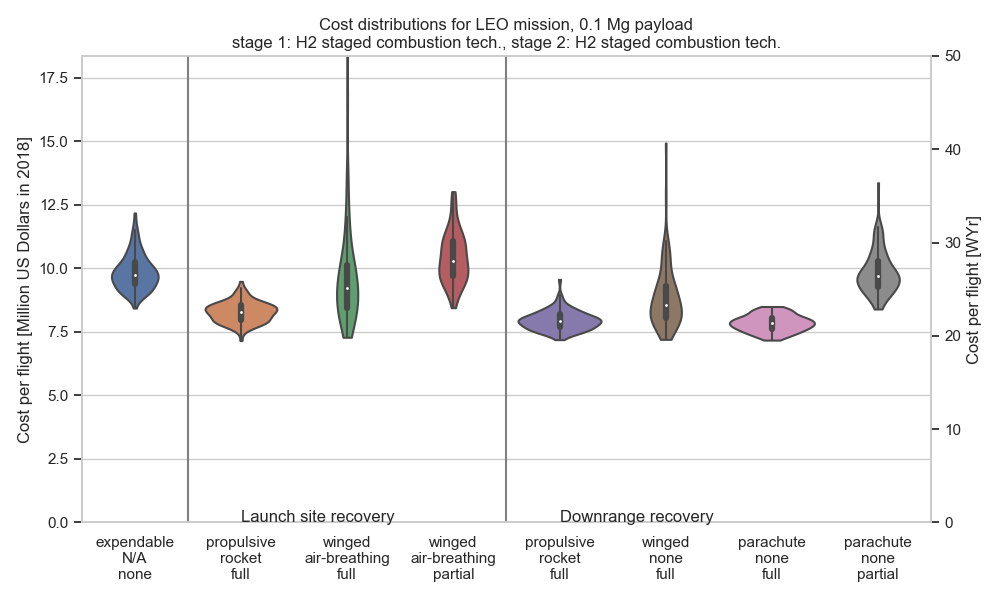 Cost distributions for LEO mission, 0.1 Mg payload
stage 1: H2 staged combustion tech., stage 2: H2 staged combustion tech.
Cost per flight [Million US Dollars in 2018]
17.5
15.0
12.5
10.0
7.5
5.0
2.5
0.0
50
40
30
20
10
0
Cost per flight [WYr]
Launch site recovery
Downrange recovery
expendable
N/A
none
propulsive
rocket
full
winged
air-breathing
full
winged
air-breathing
partial
propulsive
rocket
full
winged
none
full
parachute
none
full
parachute
none
partial